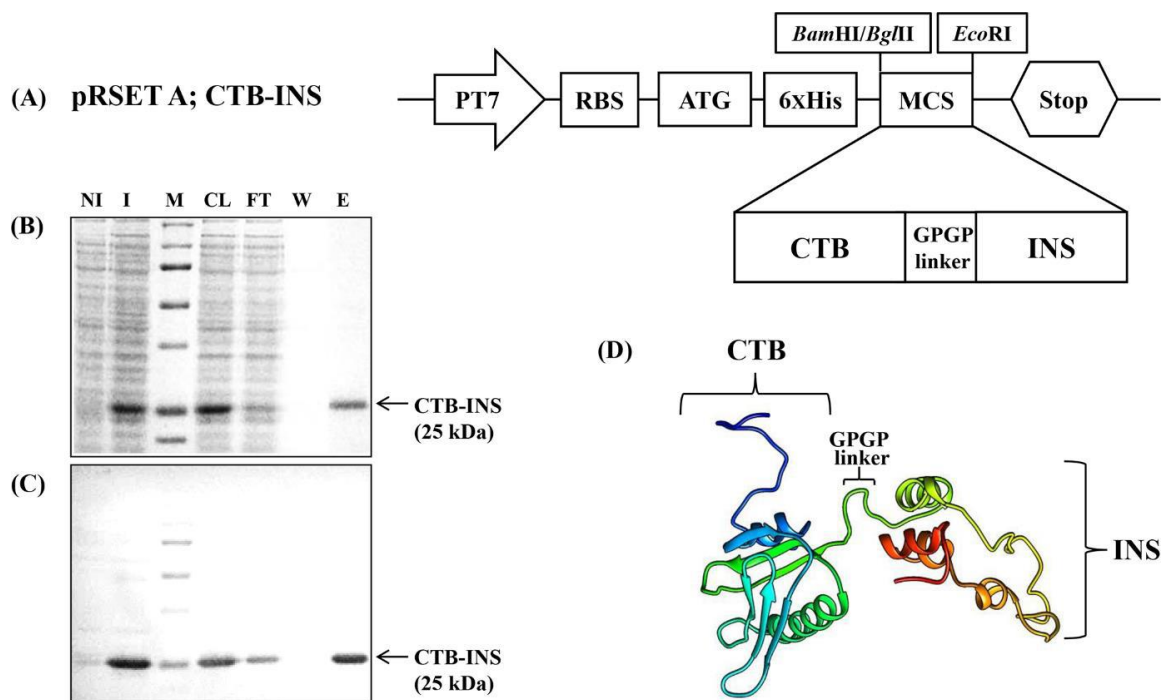 (A) pRSET A; CTB-INS
BamHI/BglII EcoRI
PT7 RBS ATG 6xHis MCS Stop
CTB GPGP linker INS
(B)
NI I M CL FT W E
CTB-INS
(25 kDa)
(C)
CTB-INS
(25 kDa)
(D)
CTB
GPGP
linker
INS